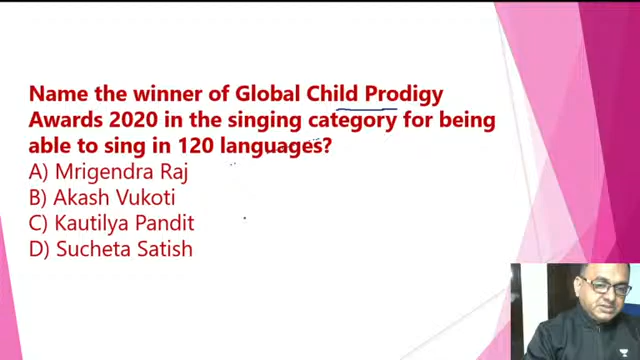 Name the winner of Global Child Prodigy
Awards 2020 in the singing category for being
able to sing in 120 languages?
A) Mrigendra Raj
B) Akash Vukoti
C) Kautilya Pandit
D) Sucheta Satish